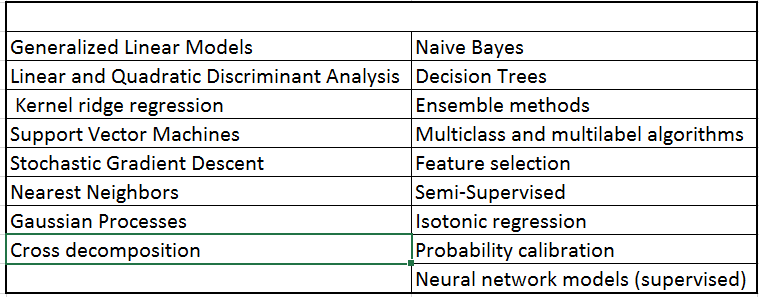 Generalized Linear Models
Naive Bayes
Linear and Quadratic Discriminant Analysis
Decision Trees
Kernel ridge regression
Ensemble methods
Support Vector Machines
Multiclass and multilabel algorithms
Stochastic Gradient Descent
Feature selection
Nearest Neighbors
Semi-Supervised
Gaussian Processes
Isotonic regression
Cross decomposition
Probability calibration
Neural network models (supervised)